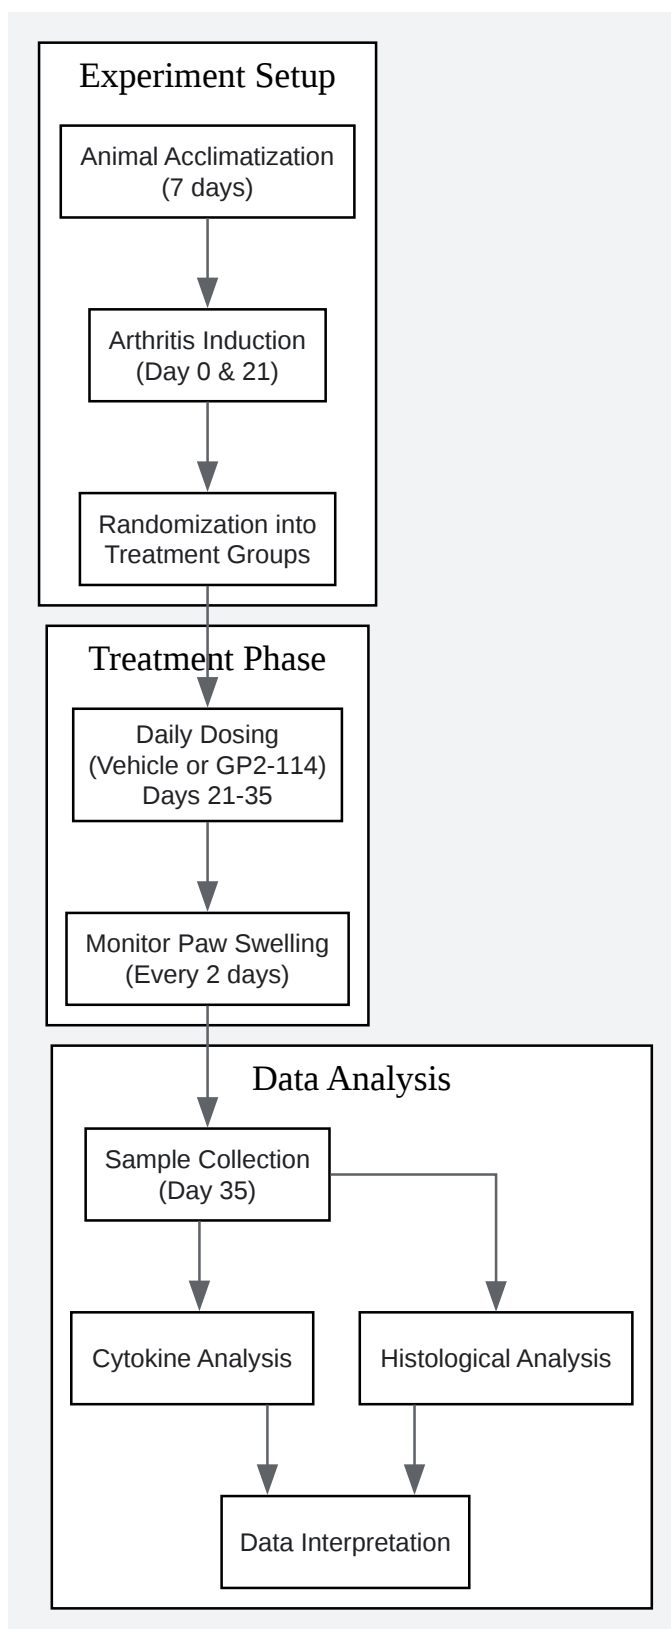 Experiment Setup
Animal Acclimatization
(7 days)
Arthritis Induction
(Day 0 & 21)
Randomization into
Treatment Groups
Treatment Phase
Daily Dosing
(Vehicle or GP2-114)
Days 21-35
Monitor Paw Swelling
(Every 2 days)
Data Analysis
Sample Collection
(Day 35)
Cytokine Analysis
Histological Analysis
Data Interpretation